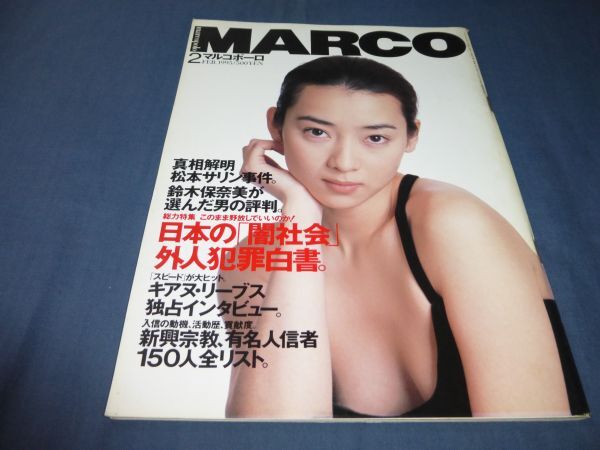 MARCO
2 マルコポーロ
FEB.1995/500YEN
真相解明
松本サリン事件。
鈴木保奈美が
選んだ男の評判。
総力特集 このまま野放しでいいのか!
日本の「闇社会」
外人犯罪白書。
「スピード」が大ヒット。
キアヌ・リーブス
独占インタビュー。
入信の動機、活動歴、貢献度。
新興宗教、有名人信者
150人全リスト。